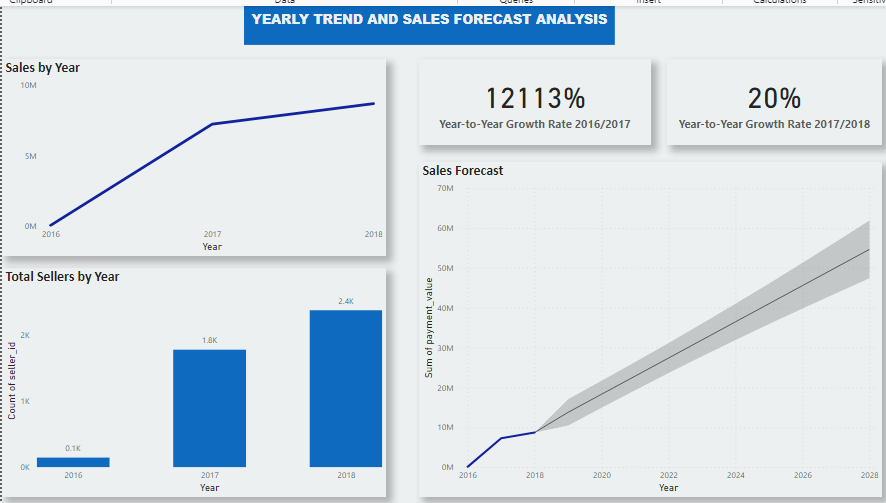 Clipboard Data Queries Insert Calculations
YEARLY TREND AND SALES FORECAST ANALYSIS
Sales by Year
10M
5M
0M
2016 2017 2018
Year
12113%
Year-to-Year Growth Rate 2016/2017
20%
Year-to-Year Growth Rate 2017/2018
Total Sellers by Year
Count of seller_id
2K
1K
0K
0.1K
1.8K
2.4K
2016 2017 2018
Year
Sales Forecast
Sum of payment_value
70M
60M
50M
40M
30M
20M
10M
0M
2016 2018 2020 2022 2024 2026 2028
Year